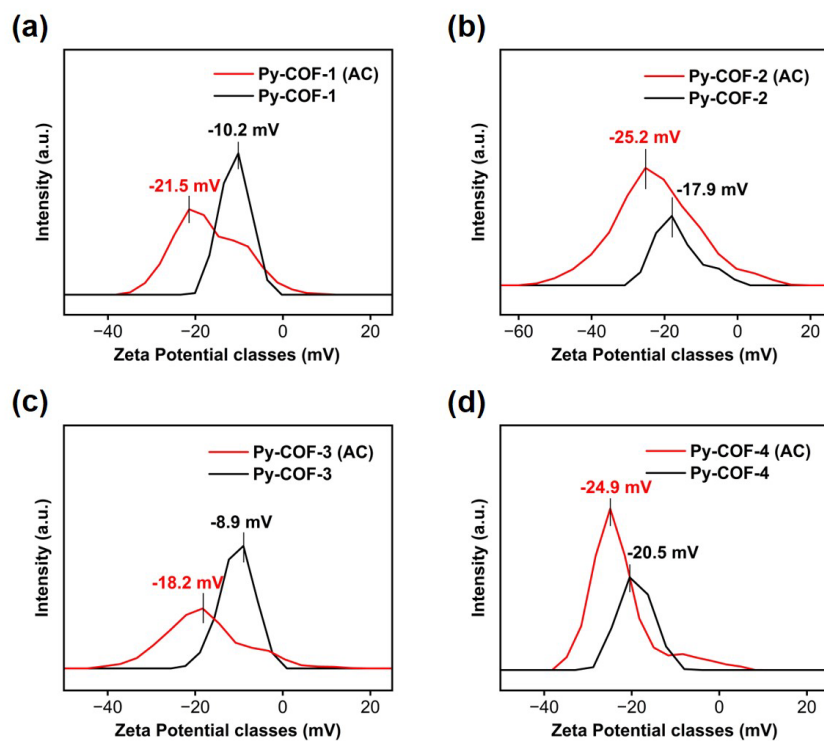 (a)
Py-COF-1 (AC)
Py-COF-1
-10.2 mV
-21.5 mV
Intensity (a.u.)
−40 −20 0 20
Zeta Potential classes (mV)
(b)
Py-COF-2 (AC)
Py-COF-2
-25.2 mV
-17.9 mV
Intensity (a.u.)
−60 −40 −20 0 20
Zeta Potential classes (mV)
(c)
Py-COF-3 (AC)
Py-COF-3
-8.9 mV
-18.2 mV
Intensity (a.u.)
−40 −20 0 20
Zeta Potential classes (mV)
(d)
Py-COF-4 (AC)
Py-COF-4
-24.9 mV
-20.5 mV
Intensity (a.u.)
−40 −20 0 20
Zeta Potential classes (mV)